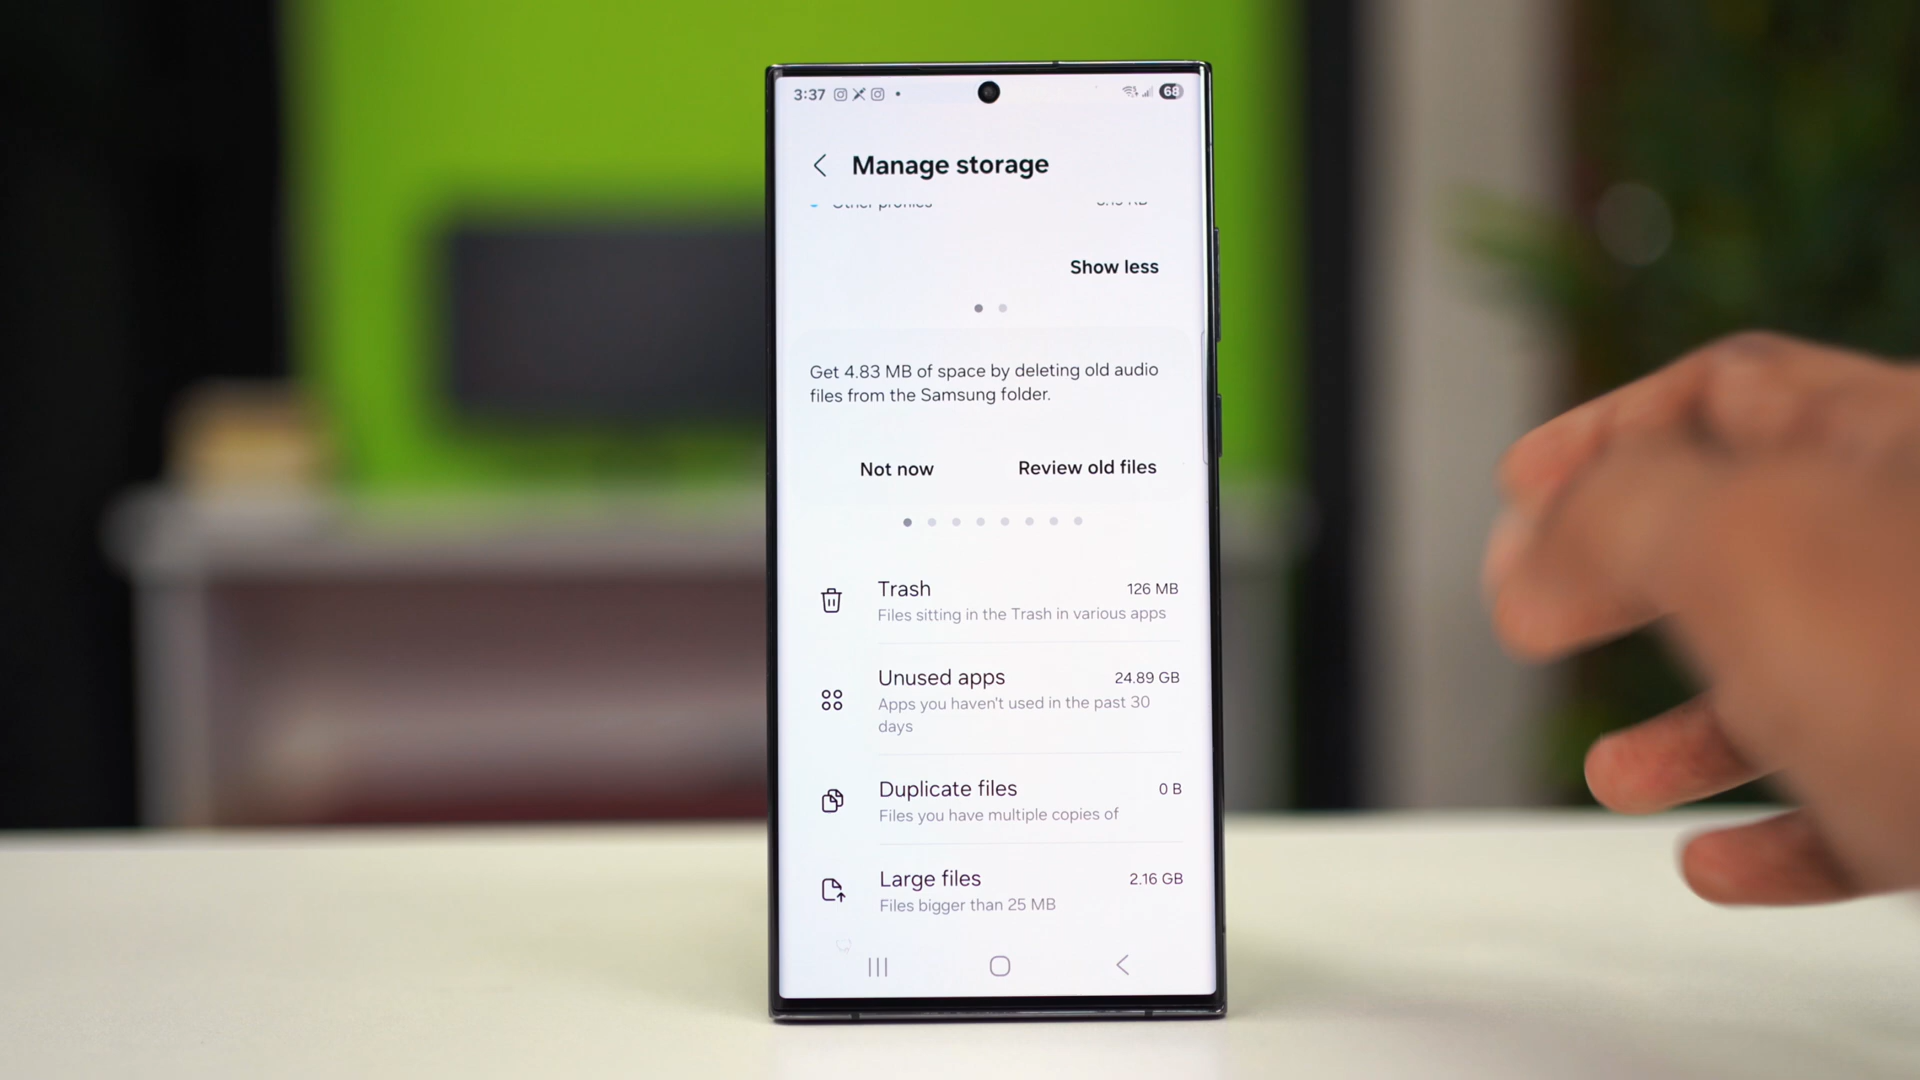 3:37
68
Manage storage
Other profiles
Show less
Get 4.83 MB of space by deleting old audio
files from the Samsung folder.
Not now
Review old files
Trash
126 MB
Files sitting in the Trash in various apps
Unused apps
24.89 GB
Apps you haven't used in the past 30
days
Duplicate files
0 B
Files you have multiple copies of
Large files
2.16 GB
Files bigger than 25 MB